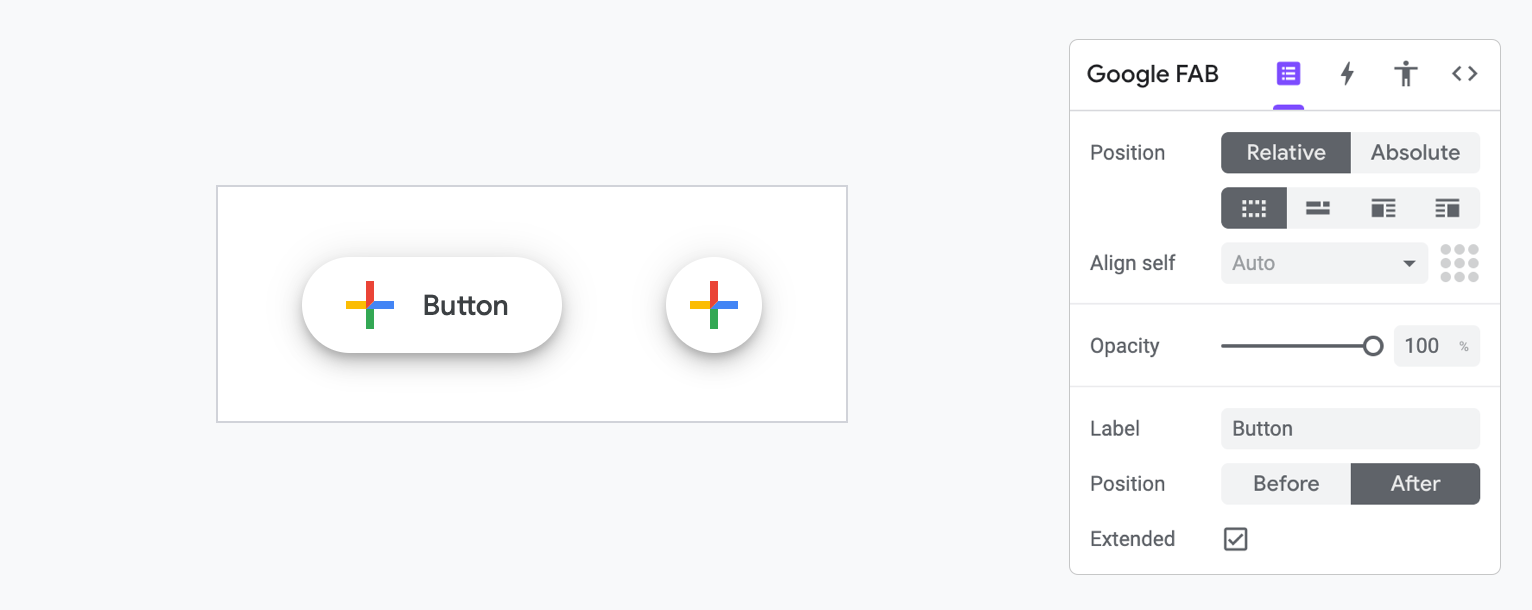 Google FAB
Position Relative Absolute
Align self Auto
Opacity 100 %
Label Button
Position Before After
Extended
Button